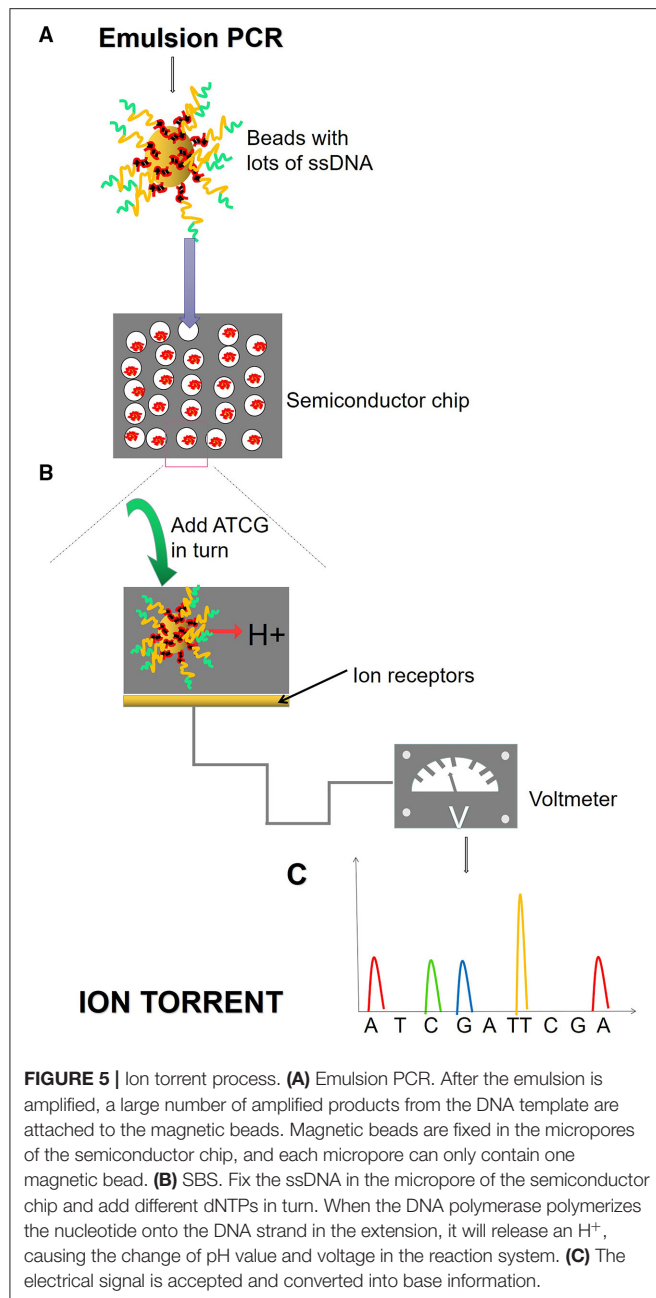 A
Emulsion PCR
Beads with
lots of ssDNA
Semiconductor chip
B
Add ATCG
in turn
H+
Ion receptors
Voltmeter
V
C
ION TORRENT
A T C G A TT C G A
FIGURE 5 | Ion torrent process. (A) Emulsion PCR. After the emulsion is
amplified, a large number of amplified products from the DNA template are
attached to the magnetic beads. Magnetic beads are fixed in the micropores
of the semiconductor chip, and each micropore can only contain one
magnetic bead. (B) SBS. Fix the ssDNA in the micropore of the semiconductor
chip and add different dNTPs in turn. When the DNA polymerase polymerizes
the nucleotide onto the DNA strand in the extension, it will release an H⁺,
causing the change of pH value and voltage in the reaction system. (C) The
electrical signal is accepted and converted into base information.